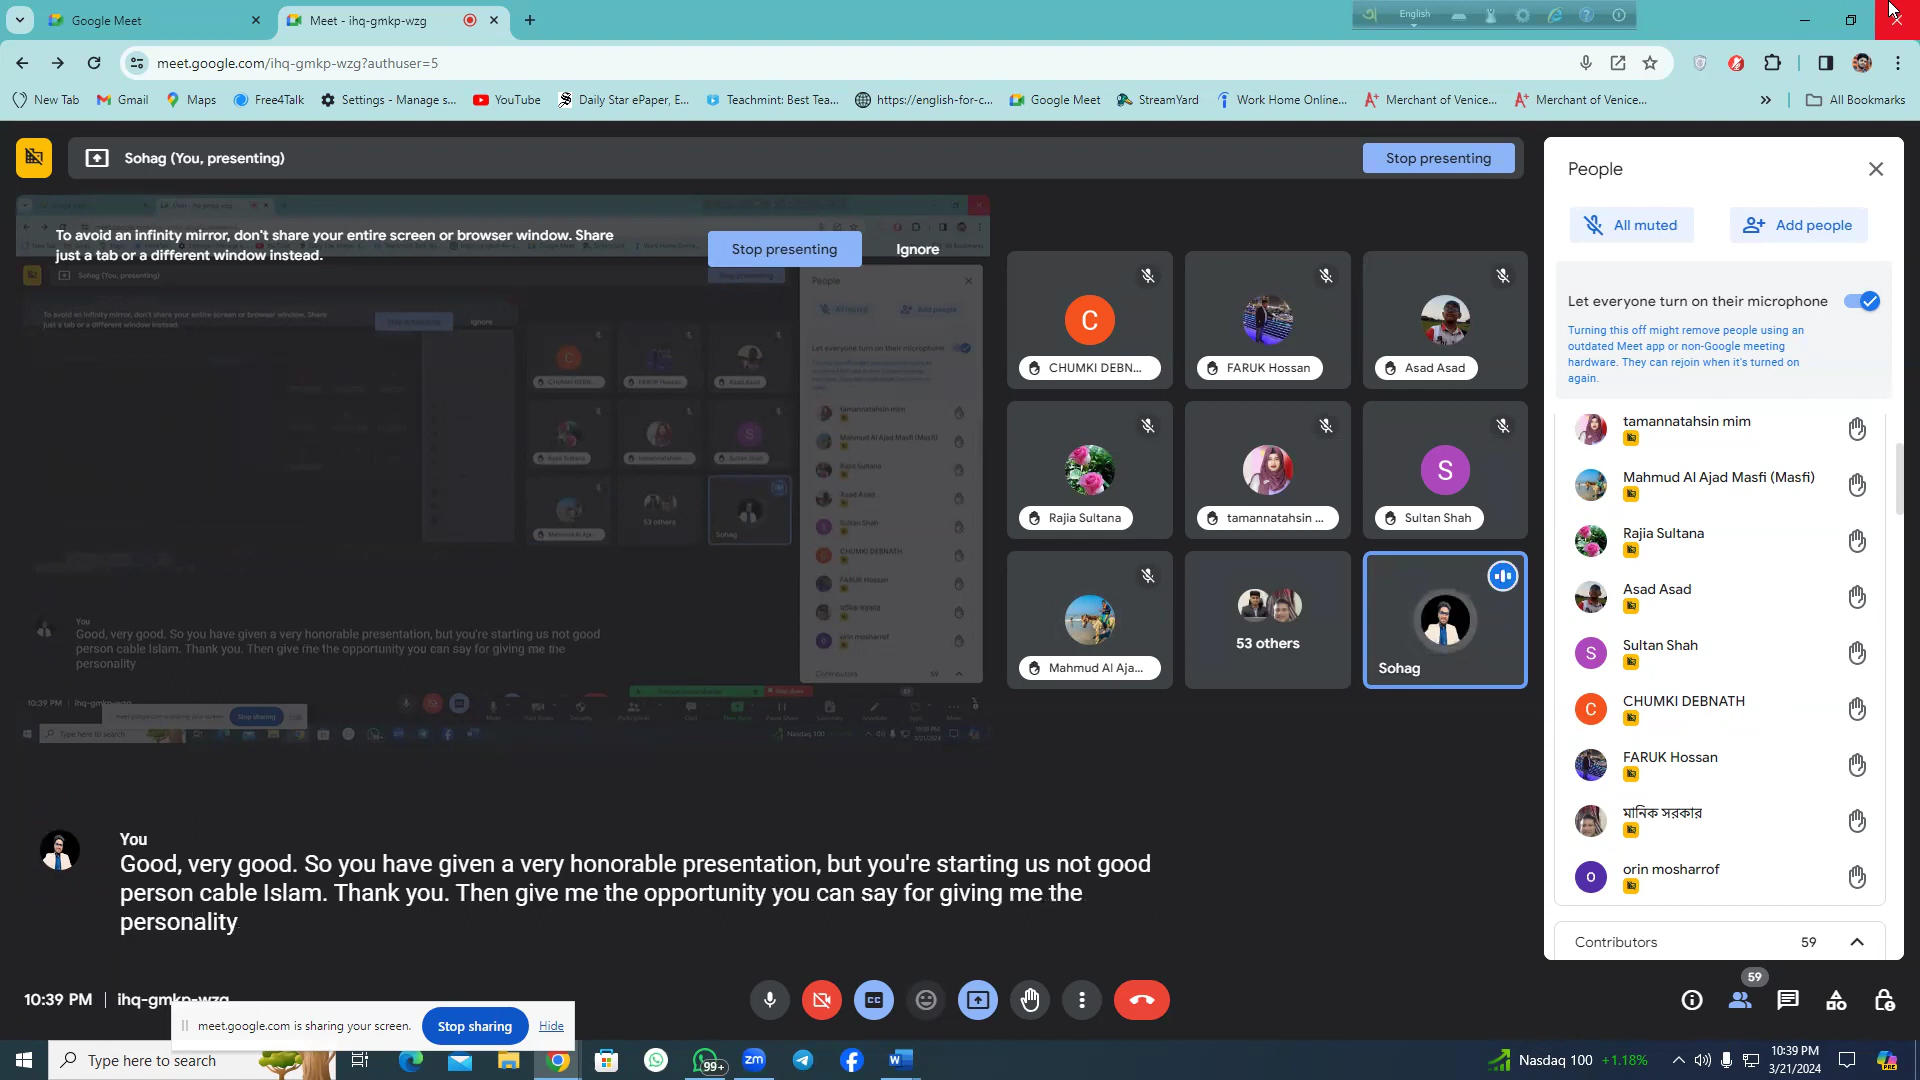 Google Meet
Meet - ihq-gmkp-wzg
English
meet.google.com/ihq-gmkp-wzg?authuser=5
New Tab
Gmail
Maps
Free4Talk
Settings - Manage s...
YouTube
Daily Star ePaper, E...
Teachmint: Best Tea...
https://english-for-c...
Google Meet
StreamYard
Work Home Online...
Merchant of Venice...
Merchant of Venice...
All Bookmarks
Sohag (You, presenting)
Stop presenting
To avoid an infinity mirror, don't share your entire screen or browser window. Share
just a tab or a different window instead.
Stop presenting
Ignore
CHUMKI DEBN...
FARUK Hossan
Asad Asad
Rajia Sultana
tamannatahsin ...
S
Sultan Shah
C
Mahmud Al Aja...
53 others
Sohag
People
All muted
Add people
Let everyone turn on their microphone
Turning this off might remove people using an
outdated Meet app or non-Google meeting
hardware. They can rejoin when it's turned on
again.
tamannatahsin mim
Mahmud Al Ajad Masfi (Masfi)
Rajia Sultana
Asad Asad
S
Sultan Shah
C
CHUMKI DEBNATH
FARUK Hossan
মানিক সরকার
o
orin mosharrof
Contributors
59
You
Good, very good. So you have given a very honorable presentation, but you're starting us not good
person cable Islam. Thank you. Then give me the opportunity you can say for giving me the
personality
10:39 PM
ihq-gmkp-wzg
CC
59
meet.google.com is sharing your screen.
Stop sharing
Hide
Type here to search
99+
zm
Nasdaq 100 +1.18%
10:39 PM
3/21/2024